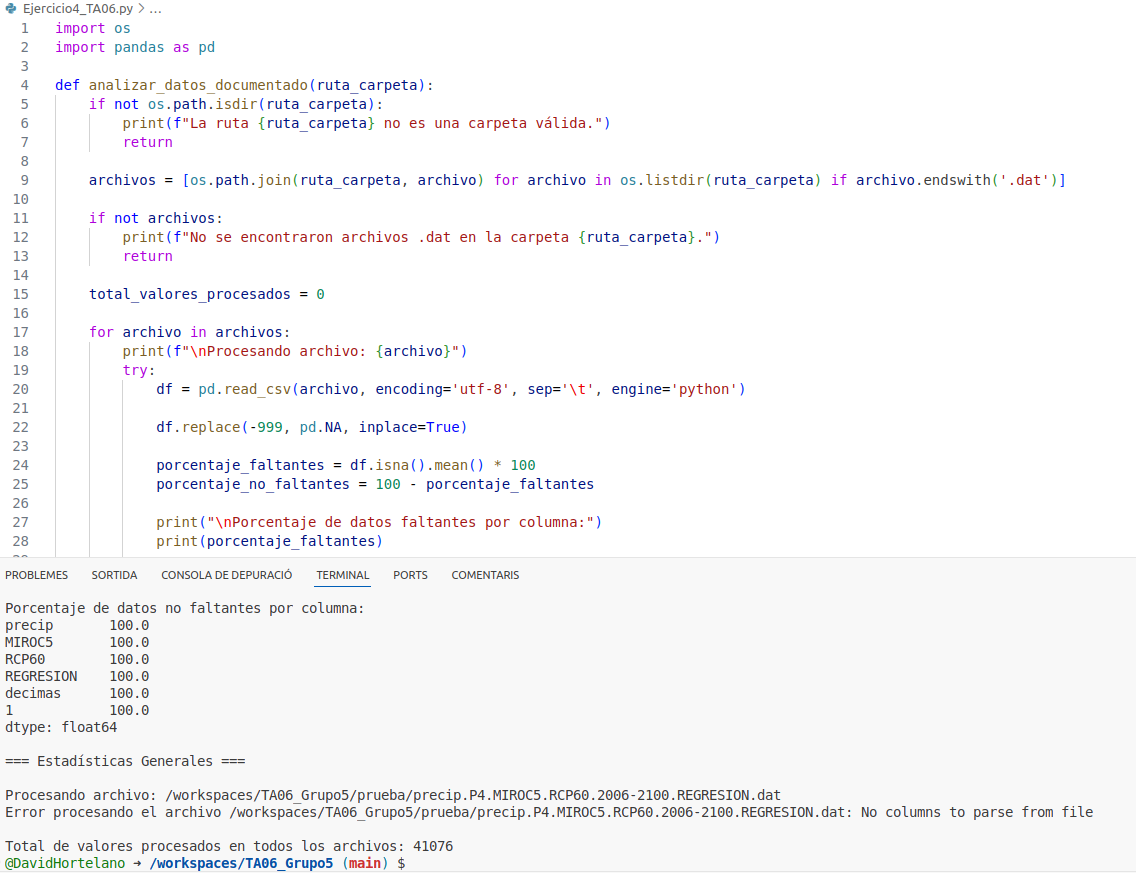 Ejercicio4_TA06.py > ...
1 import os
2 import pandas as pd
3
4 def analizar_datos_documentado(ruta_carpeta):
5     if not os.path.isdir(ruta_carpeta):
6         print(f"La ruta {ruta_carpeta} no es una carpeta válida.")
7         return
8
9     archivos = [os.path.join(ruta_carpeta, archivo) for archivo in os.listdir(ruta_carpeta) if archivo.endswith('.dat')]
10
11     if not archivos:
12         print(f"No se encontraron archivos .dat en la carpeta {ruta_carpeta}.")
13         return
14
15     total_valores_procesados = 0
16
17     for archivo in archivos:
18         print(f"\nProcesando archivo: {archivo}")
19         try:
20             df = pd.read_csv(archivo, encoding='utf-8', sep='\t', engine='python')
21
22             df.replace(-999, pd.NA, inplace=True)
23
24             porcentaje_faltantes = df.isna().mean() * 100
25             porcentaje_no_faltantes = 100 - porcentaje_faltantes
26
27             print("\nPorcentaje de datos faltantes por columna:")
28             print(porcentaje_faltantes)
PROBLEMES SORTIDA CONSOLA DE DEPURACIÓ TERMINAL PORTS COMENTARIS
Porcentaje de datos no faltantes por columna:
precip       100.0
MIROC5       100.0
RCP60        100.0
REGRESION    100.0
decimas      100.0
1            100.0
dtype: float64
=== Estadísticas Generales ===
Procesando archivo: /workspaces/TA06_Grupo5/prueba/precip.P4.MIROC5.RCP60.2006-2100.REGRESION.dat
Error procesando el archivo /workspaces/TA06_Grupo5/prueba/precip.P4.MIROC5.RCP60.2006-2100.REGRESION.dat: No columns to parse from file
Total de valores procesados en todos los archivos: 41076
@DavidHortelano ➜ /workspaces/TA06_Grupo5 (main) $